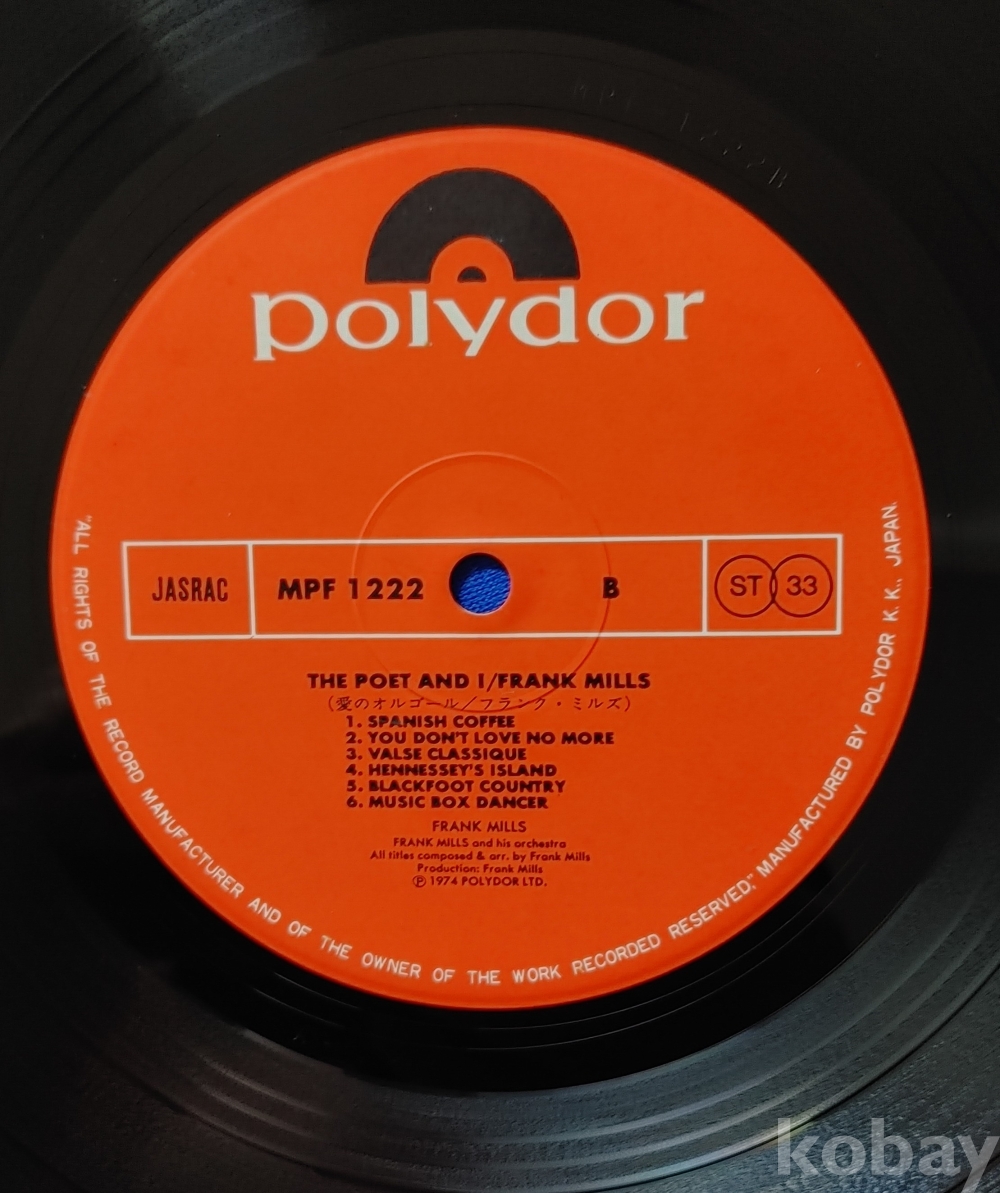 polydor
JASRAC
MPF 1222
B
ST 33
THE POET AND I/FRANK MILLS
(愛のオルゴール/フランク・ミルズ)
1. SPANISH COFFEE
2. YOU DON'T LOVE NO MORE
3. VALSE CLASSIQUE
4. HENNESSEY'S ISLAND
5. BLACKFOOT COUNTRY
6. MUSIC BOX DANCER
FRANK MILLS
FRANK MILLS and his orchestra
All titles composed & arr. by Frank Mills
Production: Frank Mills
Ⓟ 1974 POLYDOR LTD.
"ALL RIGHTS OF THE RECORD MANUFACTURER AND OF THE OWNER OF THE WORK RECORDED RESERVED," MANUFACTURED BY POLYDOR K. K., JAPAN.
kobay